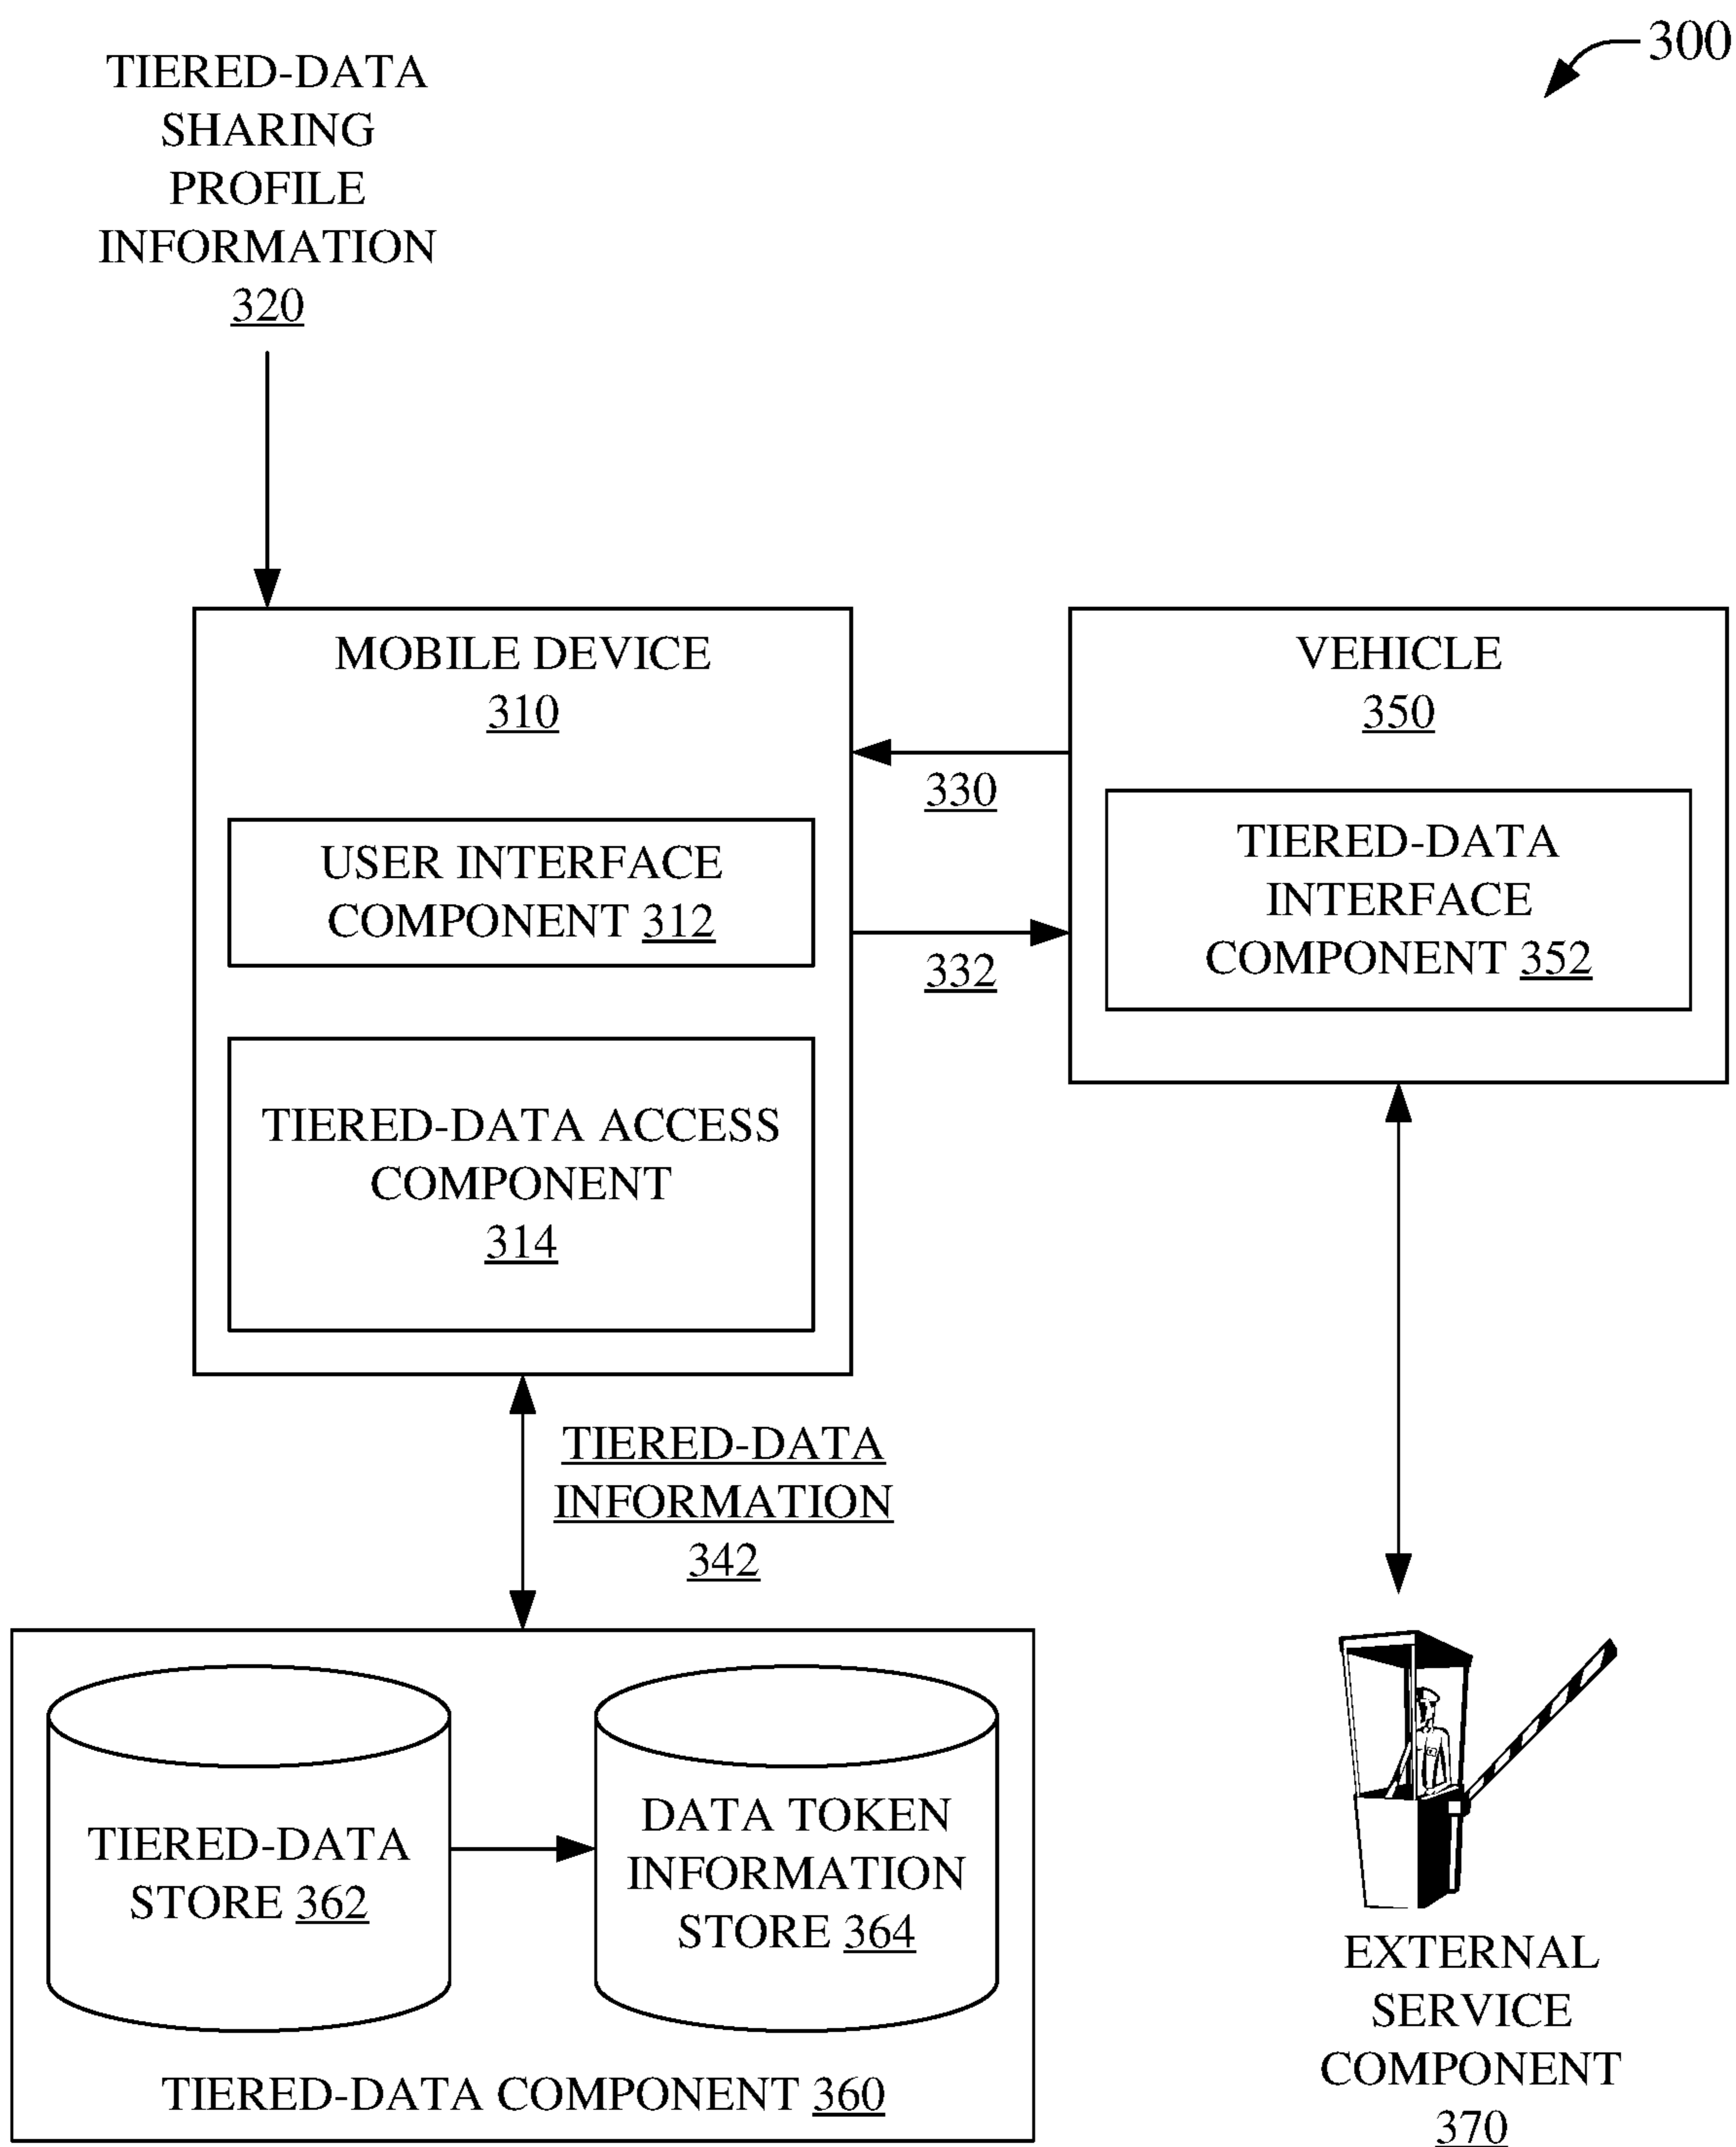 300
TIERED-DATA
SHARING
PROFILE
INFORMATION
320
MOBILE DEVICE
310
USER INTERFACE
COMPONENT 312
TIERED-DATA ACCESS
COMPONENT
314
330
332
VEHICLE
350
TIERED-DATA
INTERFACE
COMPONENT 352
TIERED-DATA
INFORMATION
342
TIERED-DATA
STORE 362
DATA TOKEN
INFORMATION
STORE 364
TIERED-DATA COMPONENT 360
EXTERNAL
SERVICE
COMPONENT
370